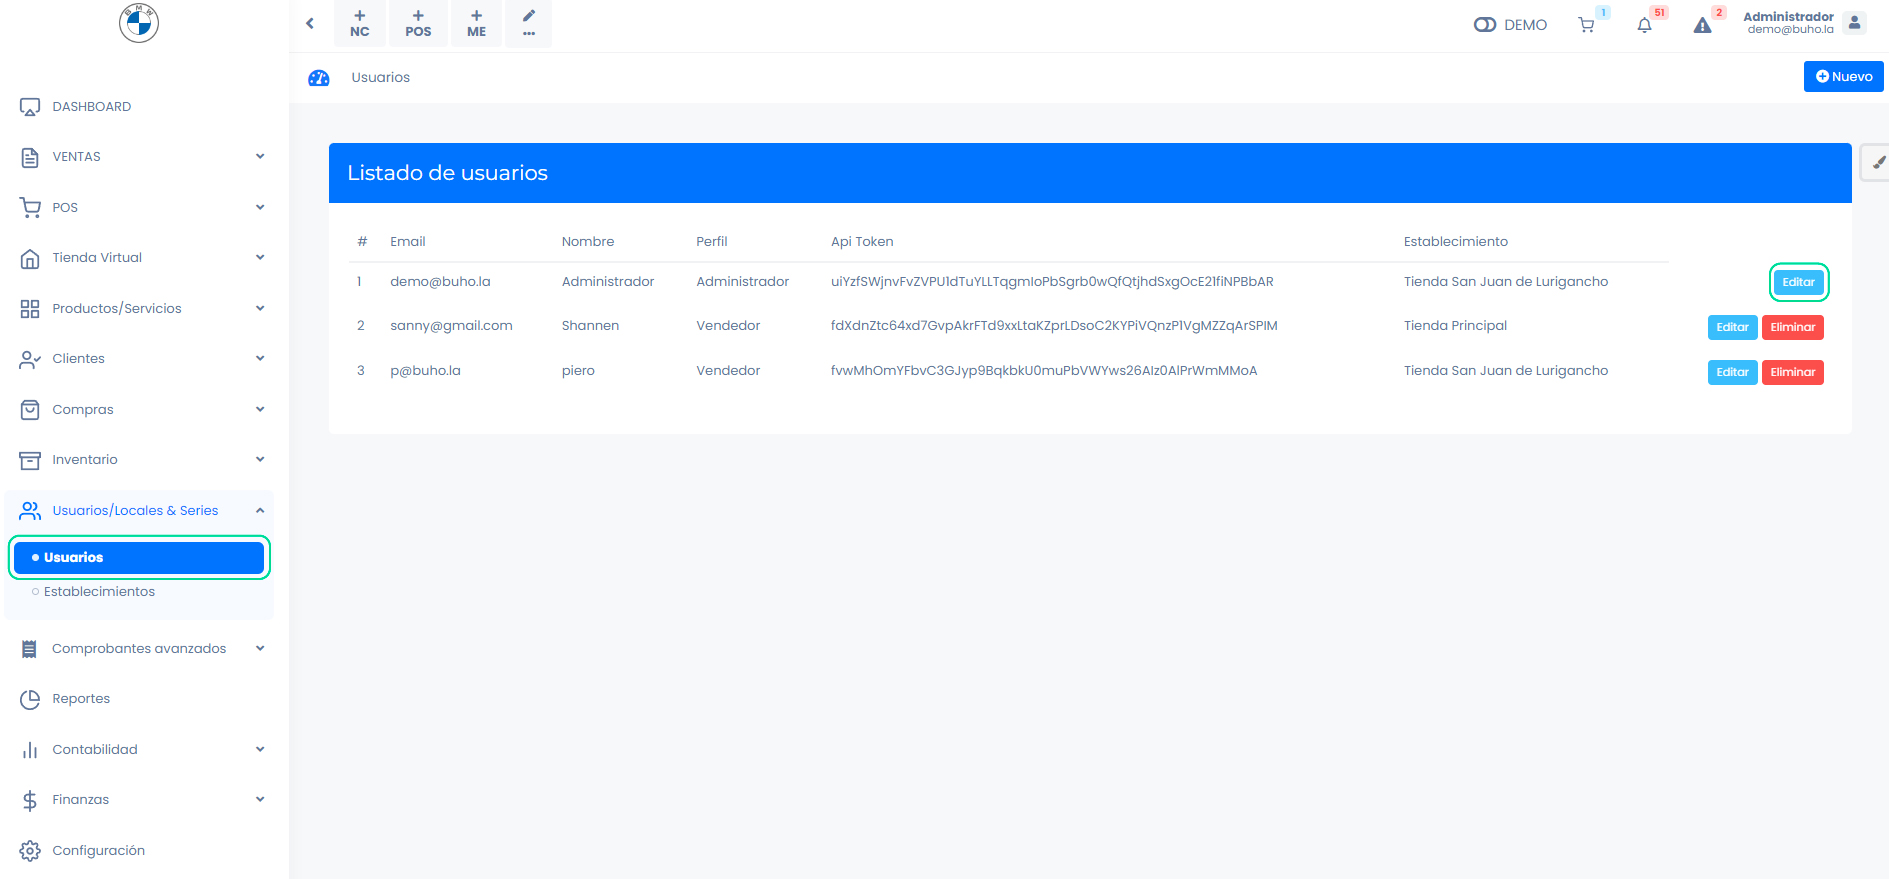 BMW
NC
POS
ME
...
DEMO
1
51
2
Administrador
demo@buho.la
Usuarios
Nuevo
DASHBOARD
VENTAS
POS
Tienda Virtual
Productos/Servicios
Clientes
Compras
Inventario
Usuarios/Locales & Series
Usuarios
Establecimientos
Comprobantes avanzados
Reportes
Contabilidad
Finanzas
Configuración
Listado de usuarios
# Email Nombre Perfil Api Token Establecimiento
1 demo@buho.la Administrador Administrador uiYzfSWjnvFvZVPU1dTuYLLTqgmIoPbSgrb0wQfQtjhdSxgOcE21fiNPBbAR Tienda San Juan de Lurigancho Editar
2 sanny@gmail.com Shannen Vendedor fdXdnZtc64xd7GvpAkrFTd9xxLtaKZprLDsoC2KYPiVQnzP1VgMZZqArSPIM Tienda Principal Editar Eliminar
3 p@buho.la piero Vendedor fvwMhOmYFbvC3GJyp9BqkbkU0muPbVWYws26AIz0AlPrWmMMoA Tienda San Juan de Lurigancho Editar Eliminar